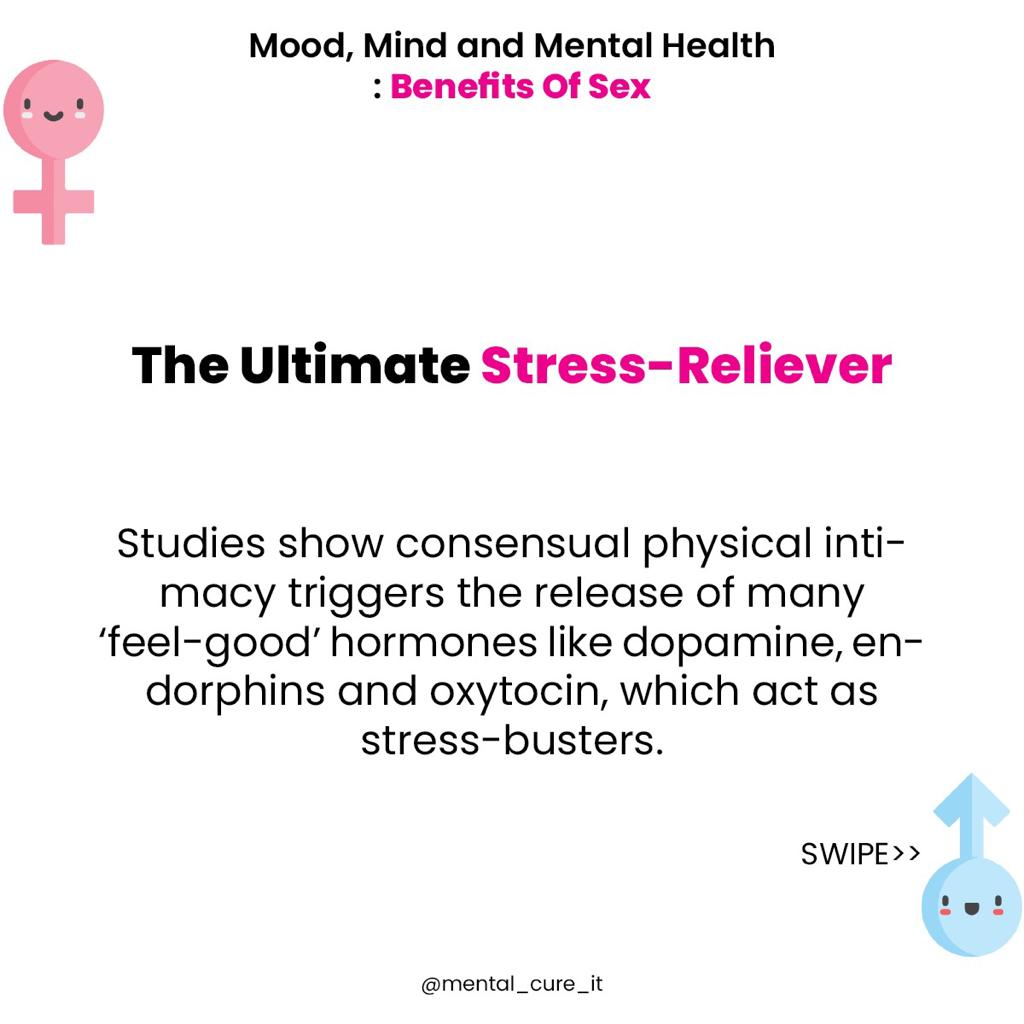 Mood, Mind and Mental Health
: Benefits Of Sex
The Ultimate Stress-Reliever
Studies show consensual physical inti-
macy triggers the release of many
‘feel-good’ hormones like dopamine, en-
dorphins and oxytocin, which act as
stress-busters.
SWIPE>>
@mental_cure_it